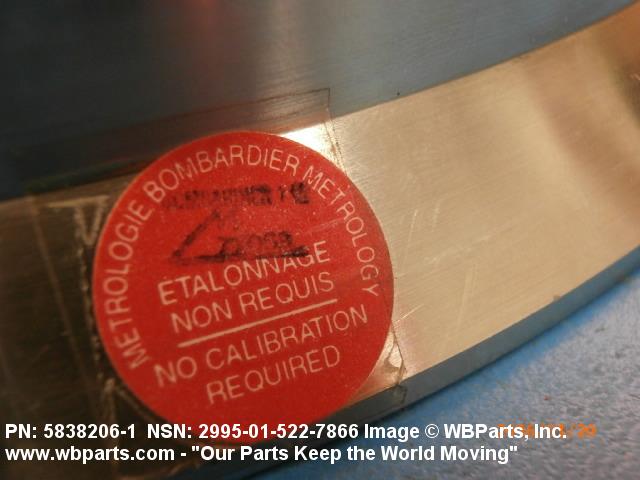 METROLOGIE BOMBARDIER METROLOGY
ETALONNAGE
NON REQUIS
NO CALIBRATION
REQUIRED
PN: 5838206-1 NSN: 2995-01-522-7866 Image © WBParts, Inc.
www.wbparts.com - "Our Parts Keep the World Moving"